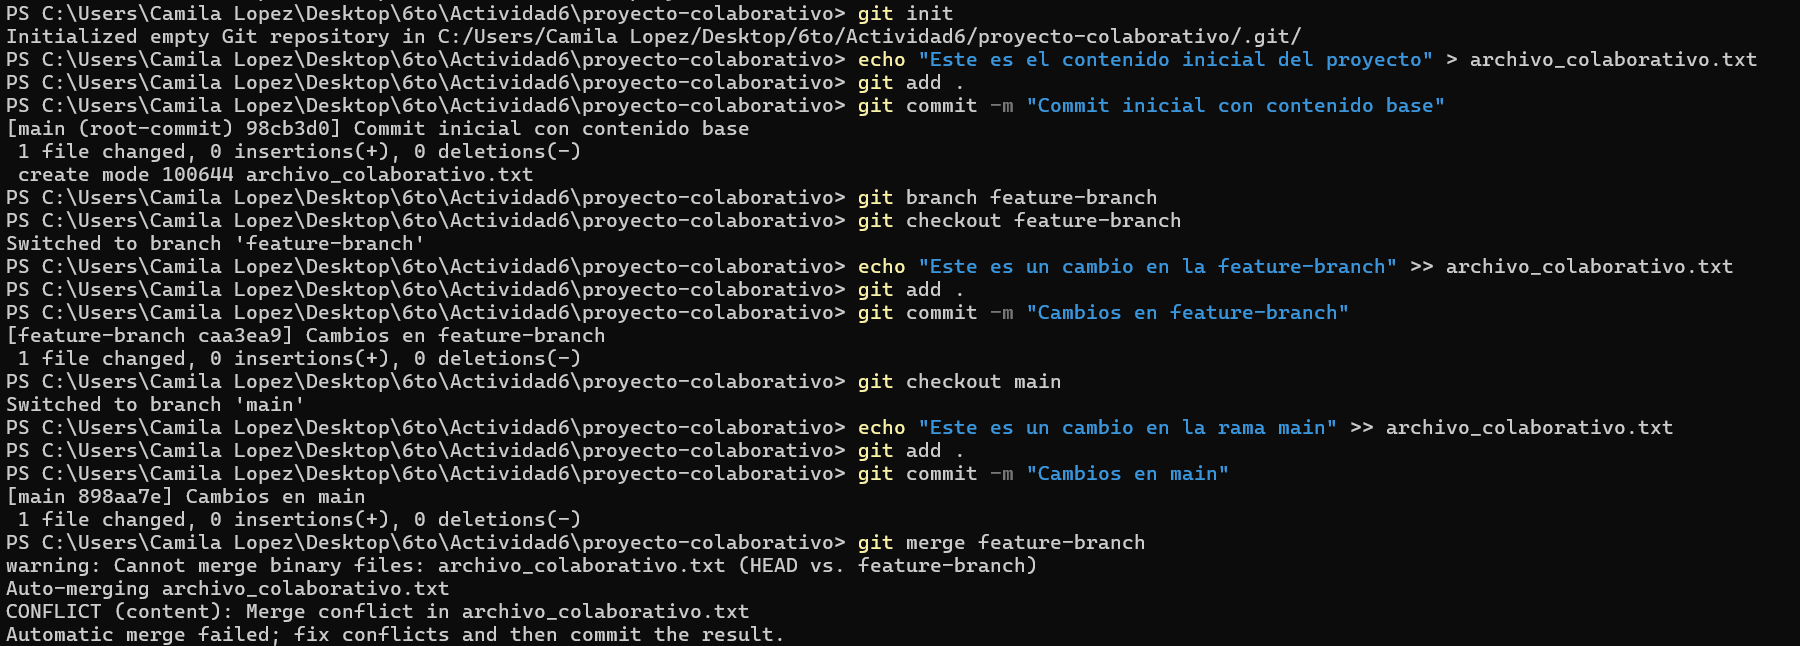 PS C:\Users\Camila Lopez\Desktop\6to\Actividad6\proyecto-colaborativo> git init
Initialized empty Git repository in C:/Users/Camila Lopez/Desktop/6to/Actividad6/proyecto-colaborativo/.git/
PS C:\Users\Camila Lopez\Desktop\6to\Actividad6\proyecto-colaborativo> echo "Este es el contenido inicial del proyecto" > archivo_colaborativo.txt
PS C:\Users\Camila Lopez\Desktop\6to\Actividad6\proyecto-colaborativo> git add .
PS C:\Users\Camila Lopez\Desktop\6to\Actividad6\proyecto-colaborativo> git commit -m "Commit inicial con contenido base"
[main (root-commit) 98cb3d0] Commit inicial con contenido base
 1 file changed, 0 insertions(+), 0 deletions(-)
 create mode 100644 archivo_colaborativo.txt
PS C:\Users\Camila Lopez\Desktop\6to\Actividad6\proyecto-colaborativo> git branch feature-branch
PS C:\Users\Camila Lopez\Desktop\6to\Actividad6\proyecto-colaborativo> git checkout feature-branch
Switched to branch 'feature-branch'
PS C:\Users\Camila Lopez\Desktop\6to\Actividad6\proyecto-colaborativo> echo "Este es un cambio en la feature-branch" >> archivo_colaborativo.txt
PS C:\Users\Camila Lopez\Desktop\6to\Actividad6\proyecto-colaborativo> git add .
PS C:\Users\Camila Lopez\Desktop\6to\Actividad6\proyecto-colaborativo> git commit -m "Cambios en feature-branch"
[feature-branch caa3ea9] Cambios en feature-branch
 1 file changed, 0 insertions(+), 0 deletions(-)
PS C:\Users\Camila Lopez\Desktop\6to\Actividad6\proyecto-colaborativo> git checkout main
Switched to branch 'main'
PS C:\Users\Camila Lopez\Desktop\6to\Actividad6\proyecto-colaborativo> echo "Este es un cambio en la rama main" >> archivo_colaborativo.txt
PS C:\Users\Camila Lopez\Desktop\6to\Actividad6\proyecto-colaborativo> git add .
PS C:\Users\Camila Lopez\Desktop\6to\Actividad6\proyecto-colaborativo> git commit -m "Cambios en main"
[main 898aa7e] Cambios en main
 1 file changed, 0 insertions(+), 0 deletions(-)
PS C:\Users\Camila Lopez\Desktop\6to\Actividad6\proyecto-colaborativo> git merge feature-branch
warning: Cannot merge binary files: archivo_colaborativo.txt (HEAD vs. feature-branch)
Auto-merging archivo_colaborativo.txt
CONFLICT (content): Merge conflict in archivo_colaborativo.txt
Automatic merge failed; fix conflicts and then commit the result.